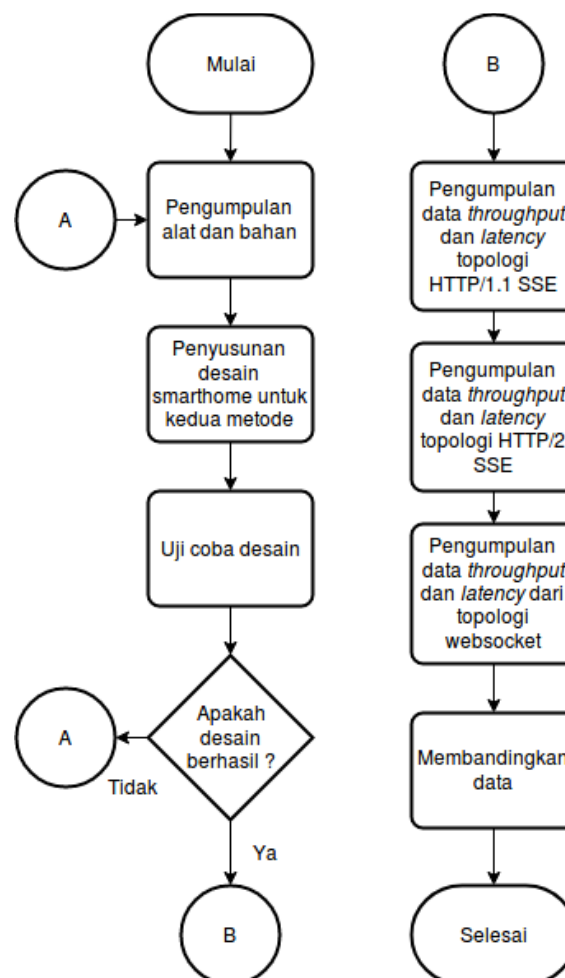 Mulai
A
Pengumpulan
alat dan bahan
Penyusunan
desain
smarthome untuk
kedua metode
Uji coba desain
Apakah
desain
berhasil ?
A
Tidak
Ya
B
B
Pengumpulan
data throughput
dan latency
topologi
HTTP/1.1 SSE
Pengumpulan
data throughput
dan latency
topologi HTTP/2
SSE
Pengumpulan
data throughput
dan latency dari
topologi
websocket
Membandingkan
data
Selesai